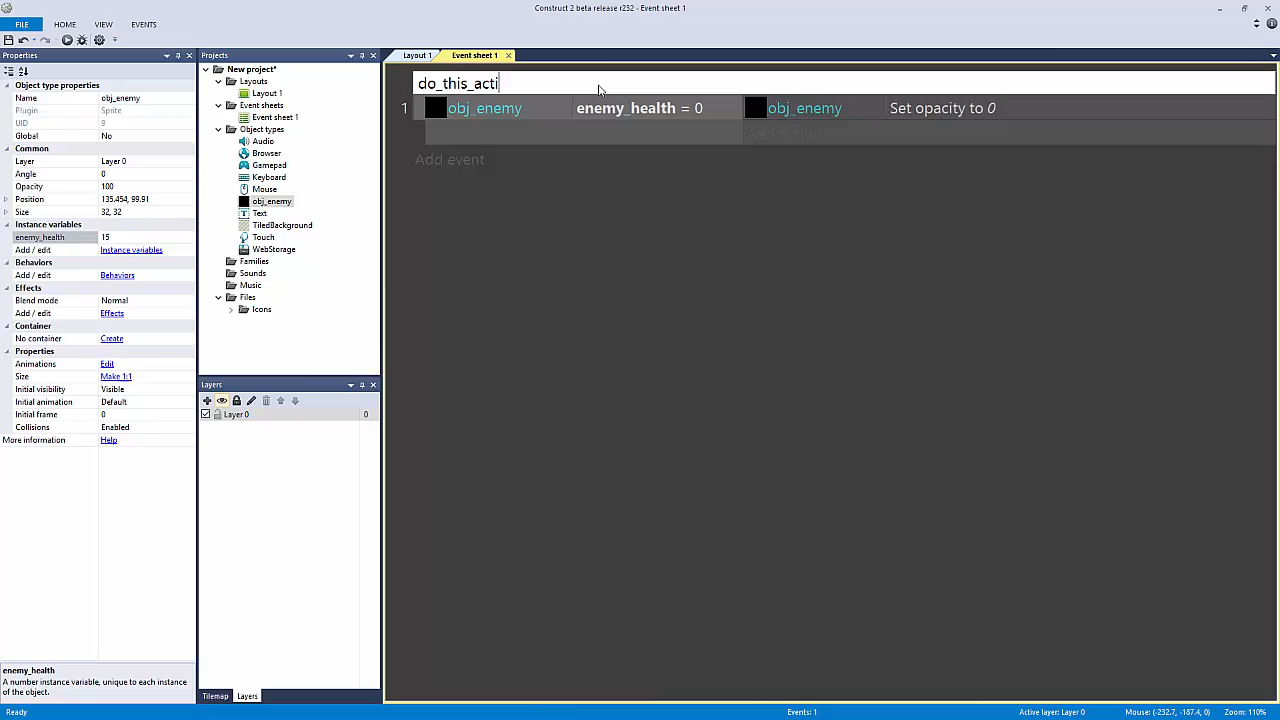 Construct 2 beta release r232 - Event sheet 1
FILE
HOME
VIEW
EVENTS
Properties
Object type properties
Name obj_enemy
Plugin Sprite
UID 9
Global No
Common
Layer Layer 0
Angle 0
Opacity 100
Position 135.454, 99.91
Size 32, 32
Instance variables
enemy_health 15
Add / edit Instance variables
Behaviors
Add / edit Behaviors
Effects
Blend mode Normal
Add / edit Effects
Container
No container Create
Properties
Animations Edit
Size Make 1:1
Initial visibility Visible
Initial animation Default
Initial frame 0
Collisions Enabled
More information Help
enemy_health
A number instance variable, unique to each instance
of the object.
Projects
New project*
Layouts
Layout 1
Event sheets
Event sheet 1
Object types
Audio
Browser
Gamepad
Keyboard
Mouse
obj_enemy
Text
TiledBackground
Touch
WebStorage
Families
Sounds
Music
Files
Icons
Layers
Layer 0 0
Tilemap
Layers
Layout 1
Event sheet 1
do_this_acti
1 obj_enemy enemy_health = 0 obj_enemy Set opacity to 0
Add action
Add event
Ready
Events: 1
Active layer: Layer 0
Mouse: (-232.7, -187.4, 0)
Zoom: 110%